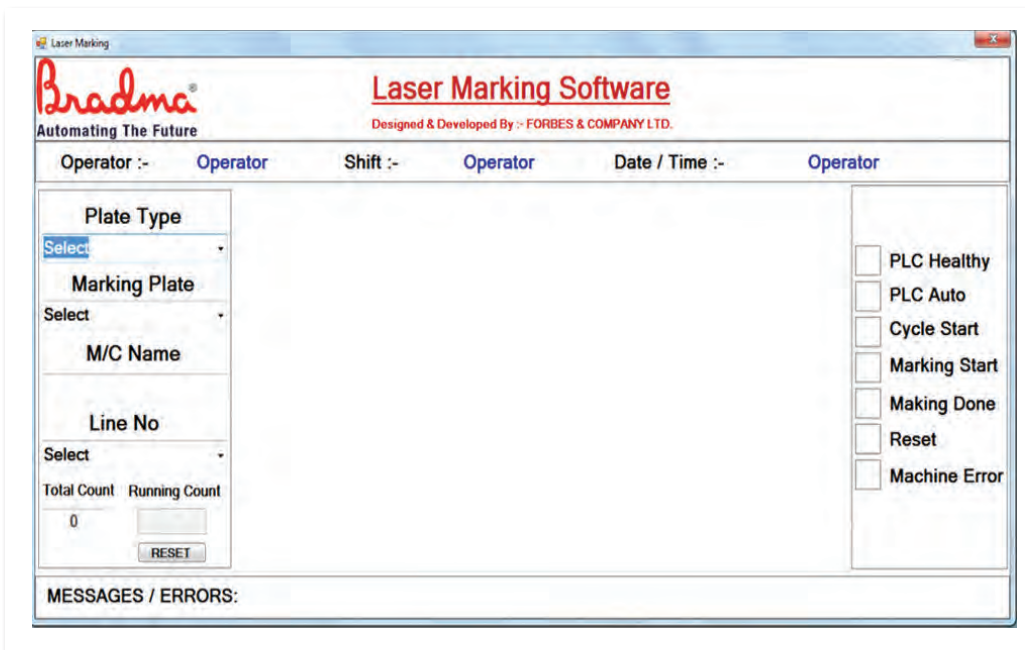 Laser Marking
x
Bradma®
Automating The Future
Laser Marking Software
Designed & Developed By :- FORBES & COMPANY LTD.
Operator :- Operator Shift :- Operator Date / Time :- Operator
Plate Type
Select
Marking Plate
Select
M/C Name
Line No
Select
Total Count Running Count
0
RESET
PLC Healthy
PLC Auto
Cycle Start
Marking Start
Making Done
Reset
Machine Error
MESSAGES / ERRORS: